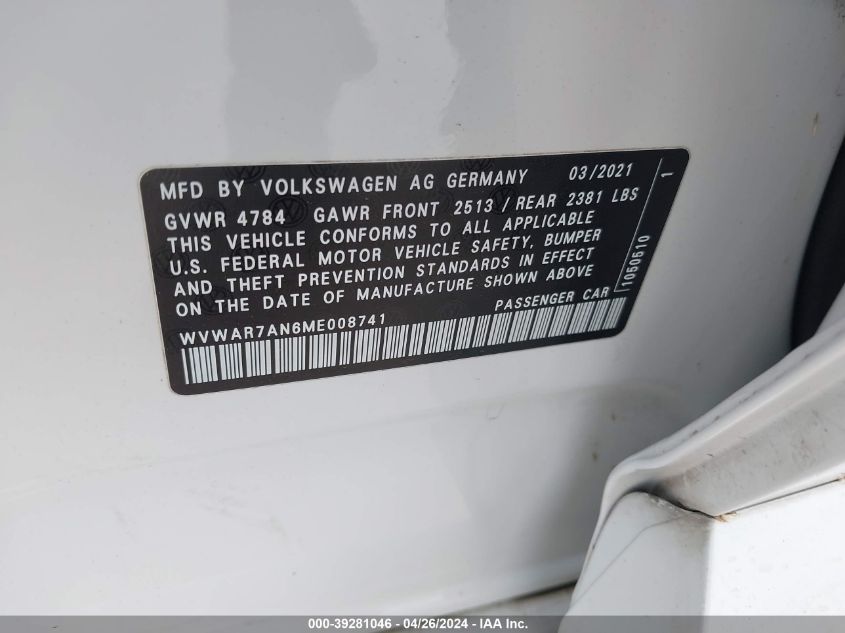 MFD BY VOLKSWAGEN AG GERMANY 03/2021
GVWR 4784 GAWR FRONT 2513 / REAR 2381 LBS
THIS VEHICLE CONFORMS TO ALL APPLICABLE
U.S. FEDERAL MOTOR VEHICLE SAFETY, BUMPER
AND THEFT PREVENTION STANDARDS IN EFFECT
ON THE DATE OF MANUFACTURE SHOWN ABOVE
PASSENGER CAR
WVWAR7AN6ME008741
1050610 1
000-39281046 - 04/26/2024 - IAA Inc.